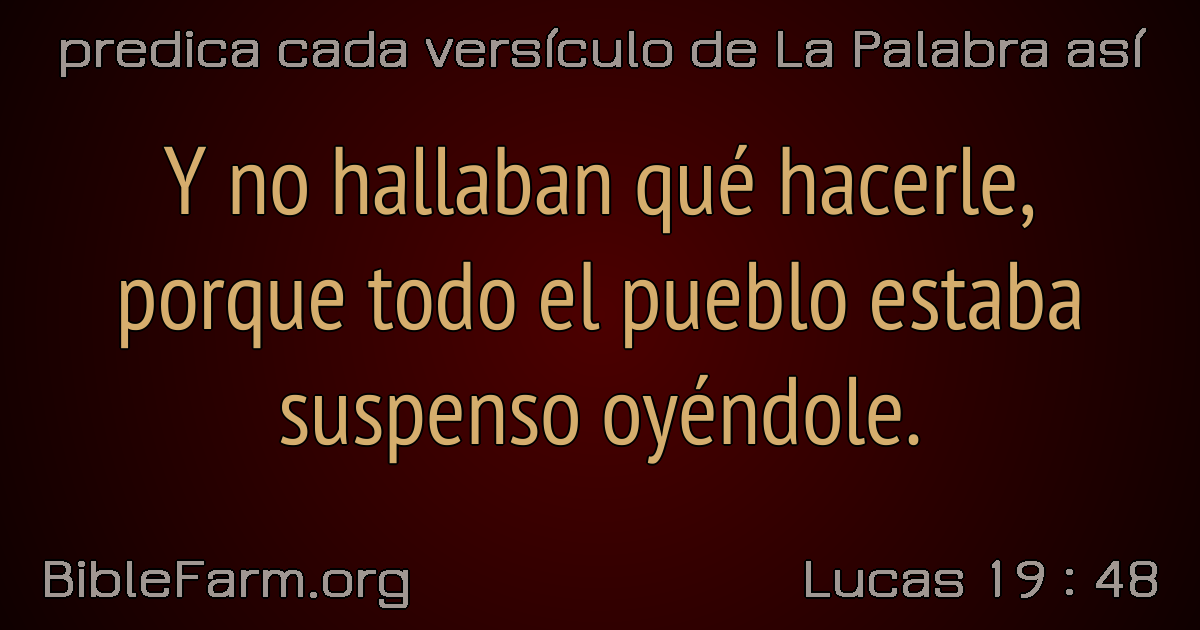 predica cada versículo de La Palabra así
Y no hallaban qué hacerle,
porque todo el pueblo estaba
suspenso oyéndole.
BibleFarm.org
Lucas 19 : 48